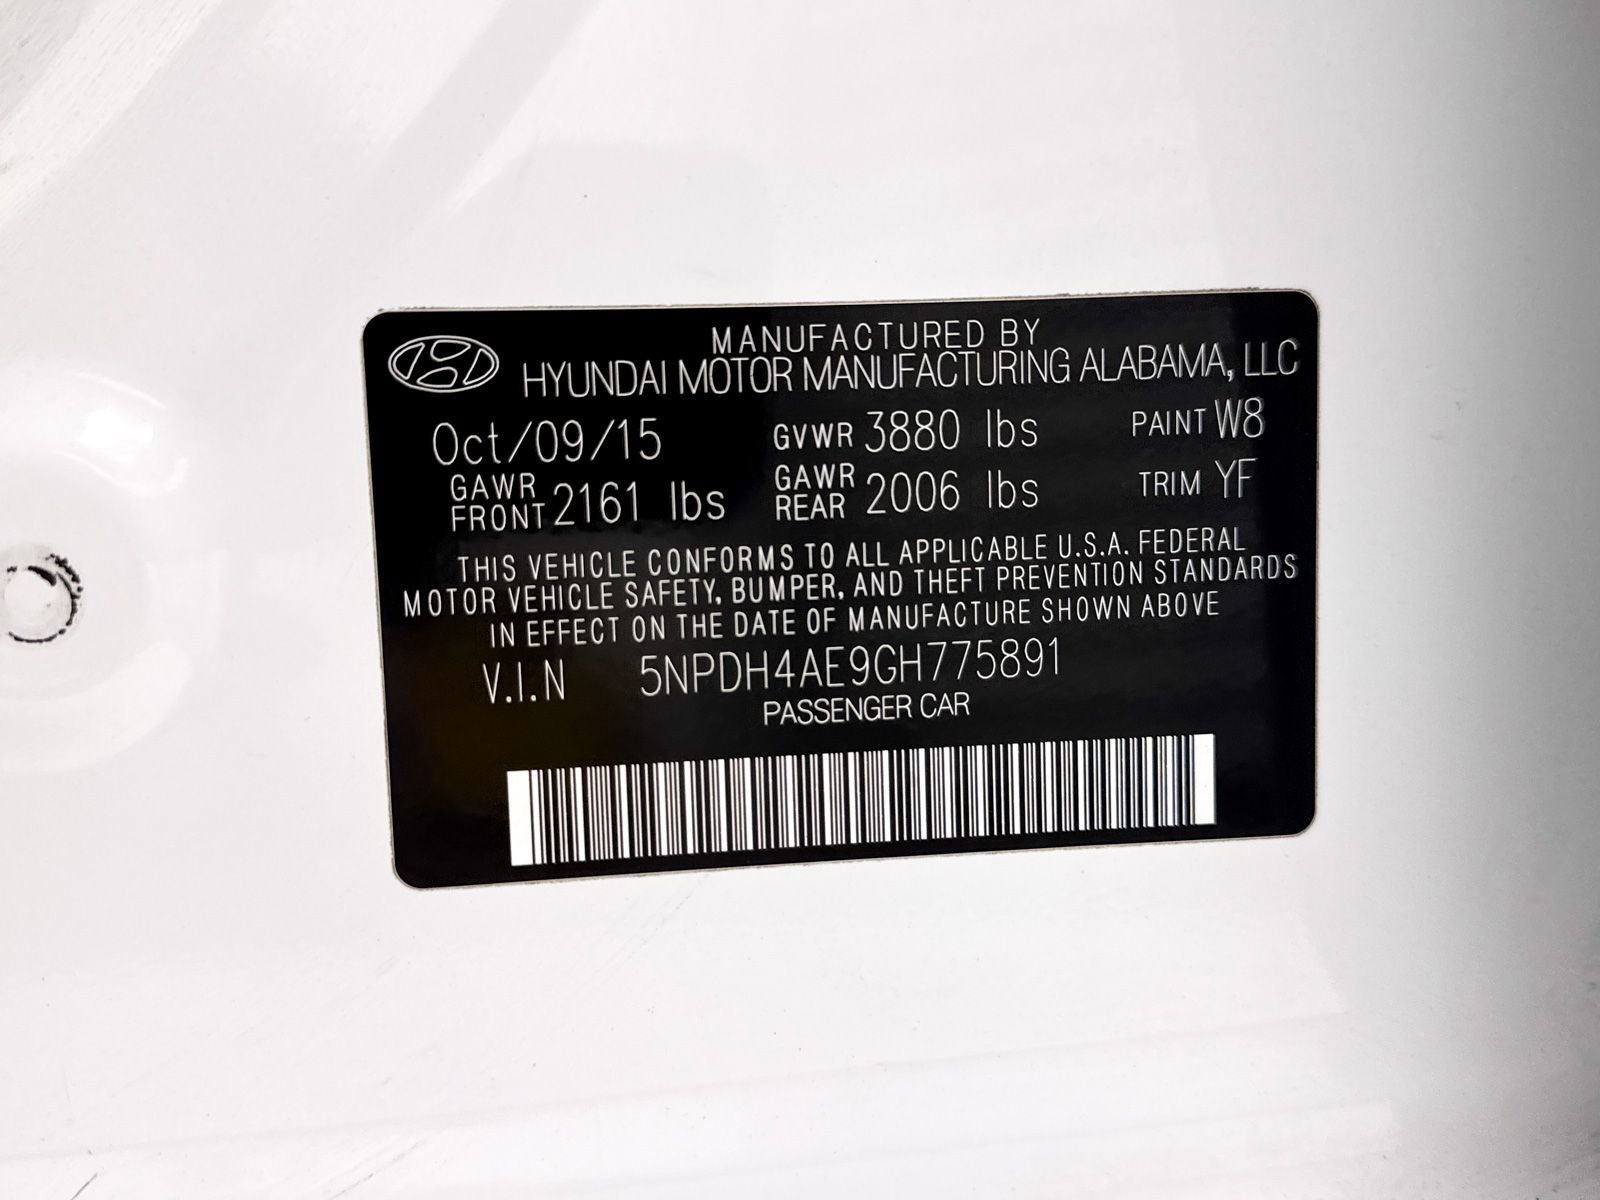 MANUFACTURED BY
HYUNDAI MOTOR MANUFACTURING ALABAMA, LLC
Oct/09/15 GVWR 3880 lbs PAINT W8
GAWR FRONT 2161 lbs GAWR REAR 2006 lbs TRIM YF
THIS VEHICLE CONFORMS TO ALL APPLICABLE U.S.A. FEDERAL
MOTOR VEHICLE SAFETY, BUMPER, AND THEFT PREVENTION STANDARDS
IN EFFECT ON THE DATE OF MANUFACTURE SHOWN ABOVE
V.I.N 5NPDH4AE9GH775891
PASSENGER CAR